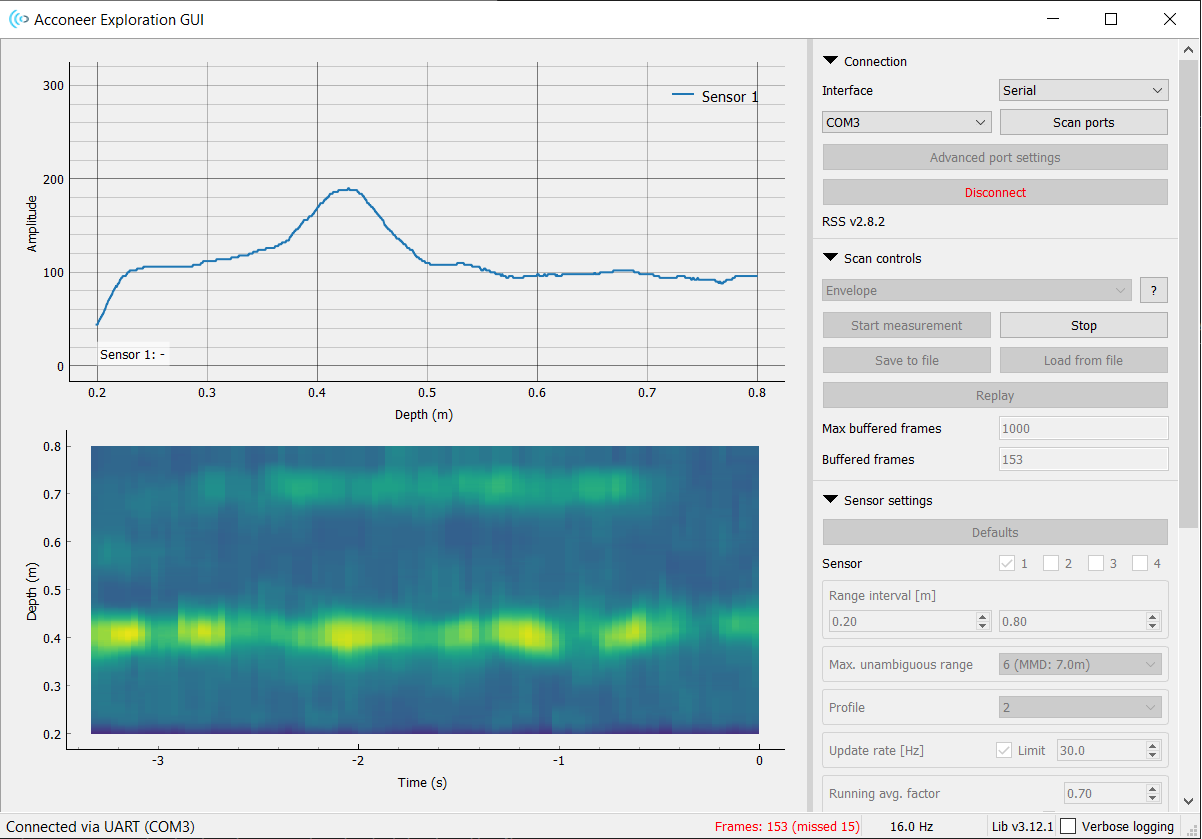 Acconeer Exploration GUI
300
200
100
0
Amplitude
Sensor 1
Sensor 1: -
0.2 0.3 0.4 0.5 0.6 0.7 0.8
Depth (m)
0.8
0.7
0.6
0.5
0.4
0.3
0.2
Depth (m)
-3 -2 -1 0
Time (s)
Connection
Interface Serial
COM3 Scan ports
Advanced port settings
Disconnect
RSS v2.8.2
Scan controls
Envelope ?
Start measurement Stop
Save to file Load from file
Replay
Max buffered frames 1000
Buffered frames 153
Sensor settings
Defaults
Sensor 1 2 3 4
Range interval [m]
0.20 0.80
Max. unambiguous range 6 (MMD: 7.0m)
Profile 2
Update rate [Hz] Limit 30.0
Running avg. factor 0.70
Connected via UART (COM3) Frames: 153 (missed 15) 16.0 Hz Lib v3.12.1 Verbose logging